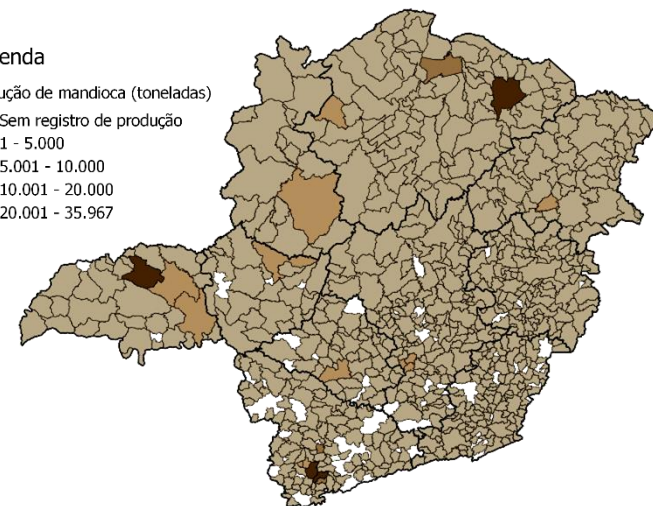 enda
ução de mandioca (toneladas)
Sem registro de produção
1 - 5.000
5.001 - 10.000
10.001 - 20.000
20.001 - 35.967